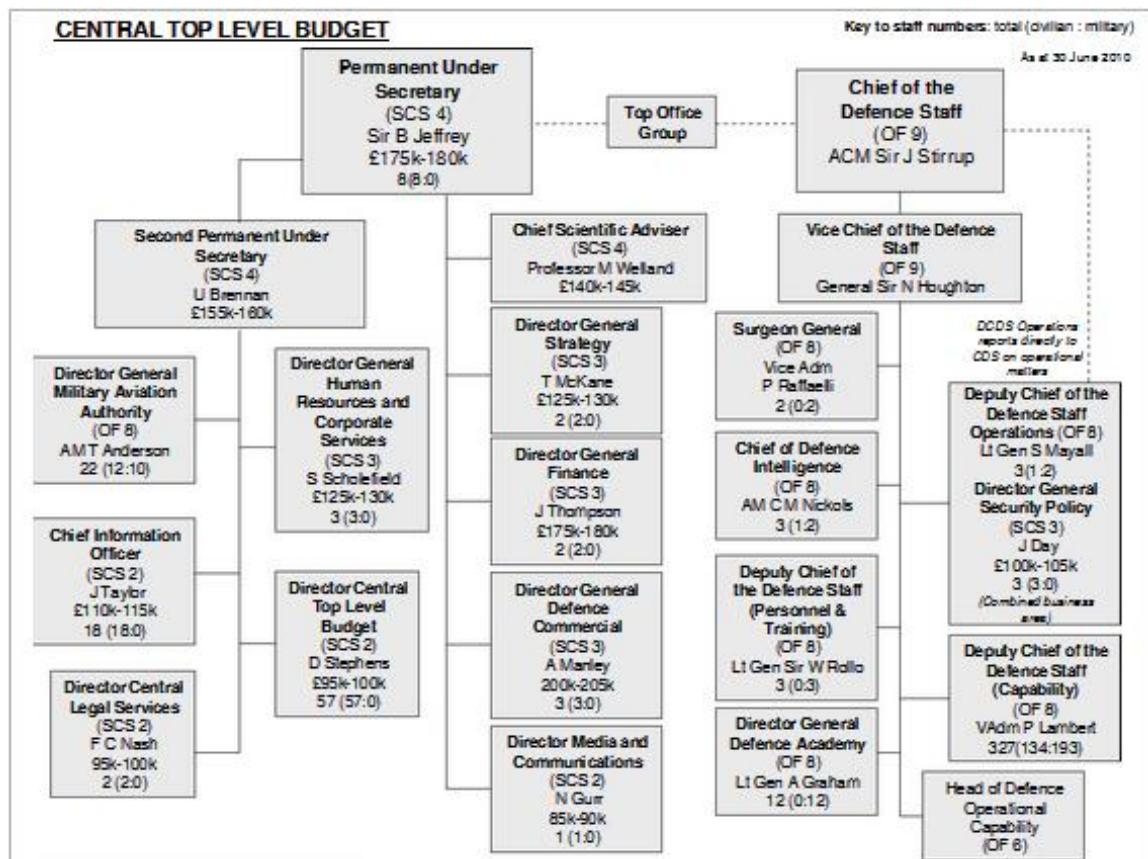 CENTRAL TOP LEVEL BUDGET
Key to staff numbers: total (civilian : military)
As at 30 June 2010
Permanent Under
Secretary
(SCS 4)
Sir B Jeffrey
£175k-180k
8(8:0)
Top Office
Group
Chief of the
Defence Staff
(OF 9)
ACM Sir J Stirrup
Second Permanent Under
Secretary
(SCS 4)
U Brennan
£155k-160k
Chief Scientific Adviser
(SCS 4)
Professor M Welland
£140k-145k
Vice Chief of the Defence
Staff
(OF 9)
General Sir N Houghton
DCDS Operations
reports directly to
CDS on operational
matters
Director General
Military Aviation
Authority
(OF 8)
AM T Anderson
22 (12:10)
Director General
Human
Resources and
Corporate
Services
(SCS 3)
S Scholefield
£125k-130k
3 (3:0)
Director General
Strategy
(SCS 3)
T McKane
£125k-130k
2 (2:0)
Surgeon General
(OF 8)
Vice Adm
P Raffaelli
2 (0:2)
Deputy Chief of the
Defence Staff
Operations (OF 8)
Lt Gen S Mayall
3(1:2)
Director General
Security Policy
(SCS 3)
J Day
£100k-105k
3 (3:0)
(Combined business
area)
Director General
Finance
(SCS 3)
J Thompson
£175k-180k
2 (2:0)
Chief of Defence
Intelligence
(OF 8)
AM C M Nickols
3 (1:2)
Chief Information
Officer
(SCS 2)
J Taylor
£110k-115k
18 (18:0)
Director Central
Top Level
Budget
(SCS 2)
D Stephens
£95k-100k
57 (57:0)
Director General
Defence
Commercial
(SCS 3)
A Manley
200k-205k
3 (3:0)
Deputy Chief of
the Defence Staff
(Personnel &
Training)
(OF 8)
Lt Gen Sir W Rollo
3 (0:3)
Deputy Chief of the
Defence Staff
(Capability)
(OF 8)
VAdm P Lambert
327(134:193)
Director Central
Legal Services
(SCS 2)
F C Nash
95k-100k
2 (2:0)
Director Media and
Communications
(SCS 2)
N Gurr
85k-90k
1 (1:0)
Director General
Defence Academy
(OF 8)
Lt Gen A Graham
12 (0:12)
Head of Defence
Operational
Capability
(OF 6)